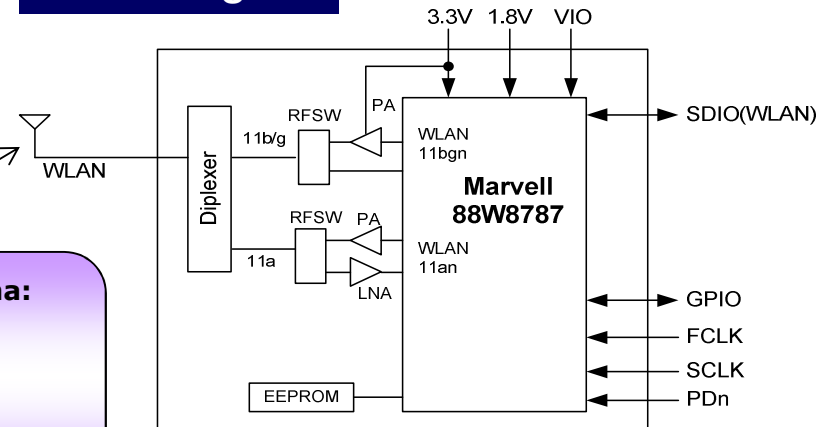 3.3V 1.8V VIO
RFSW
PA
11b/g
WLAN
Diplexer
WLAN
11bgn
SDIO(WLAN)
Marvell
88W8787
RFSW
PA
11a
LNA
WLAN
11an
GPIO
FCLK
SCLK
PDn
EEPROM